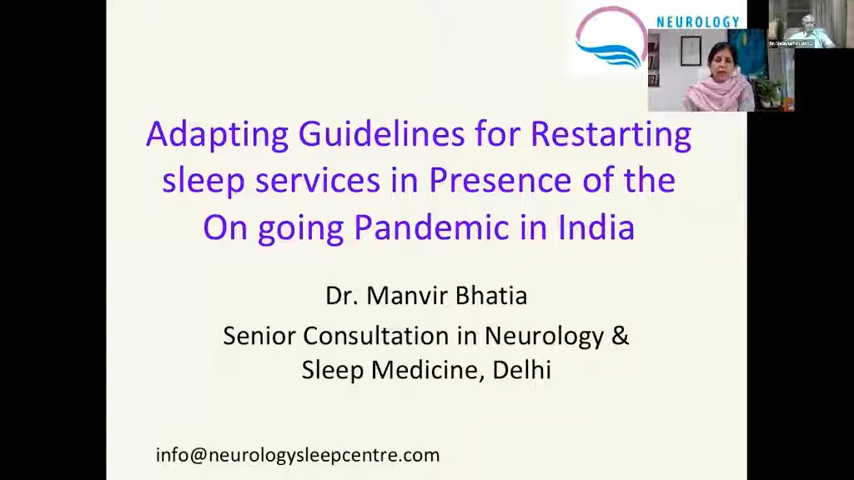 NEUROLOGY
Adapting Guidelines for Restarting
sleep services in Presence of the
On going Pandemic in India
Dr. Manvir Bhatia
Senior Consultation in Neurology &
Sleep Medicine, Delhi
info@neurologysleepcentre.com